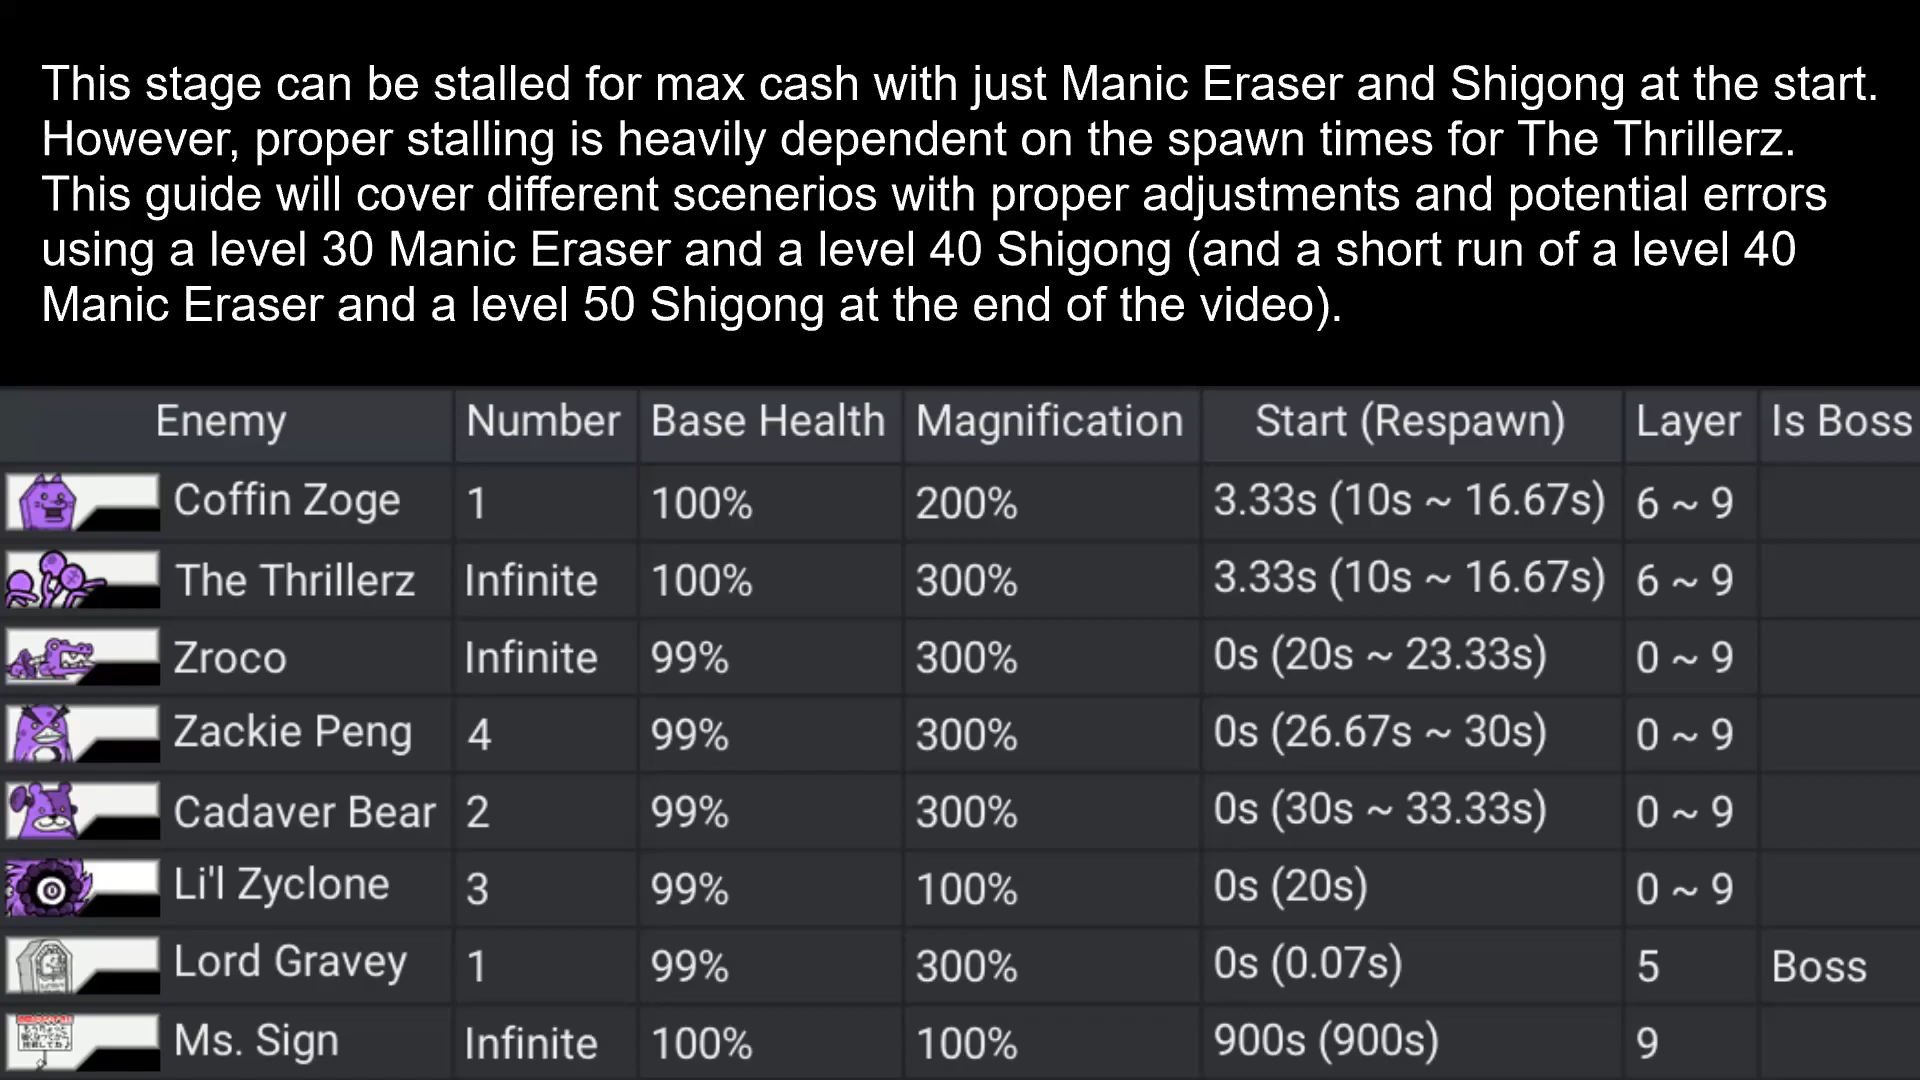 This stage can be stalled for max cash with just Manic Eraser and Shigong at the start.
However, proper stalling is heavily dependent on the spawn times for The Thrillerz.
This guide will cover different scenerios with proper adjustments and potential errors
using a level 30 Manic Eraser and a level 40 Shigong (and a short run of a level 40
Manic Eraser and a level 50 Shigong at the end of the video).
Enemy Number Base Health Magnification Start (Respawn) Layer Is Boss
Coffin Zoge 1 100% 200% 3.33s (10s ~ 16.67s) 6 ~ 9
The Thrillerz Infinite 100% 300% 3.33s (10s ~ 16.67s) 6 ~ 9
Zroco Infinite 99% 300% 0s (20s ~ 23.33s) 0 ~ 9
Zackie Peng 4 99% 300% 0s (26.67s ~ 30s) 0 ~ 9
Cadaver Bear 2 99% 300% 0s (30s ~ 33.33s) 0 ~ 9
Li'l Zyclone 3 99% 100% 0s (20s) 0 ~ 9
Lord Gravey 1 99% 300% 0s (0.07s) 5 Boss
Ms. Sign Infinite 100% 100% 900s (900s) 9